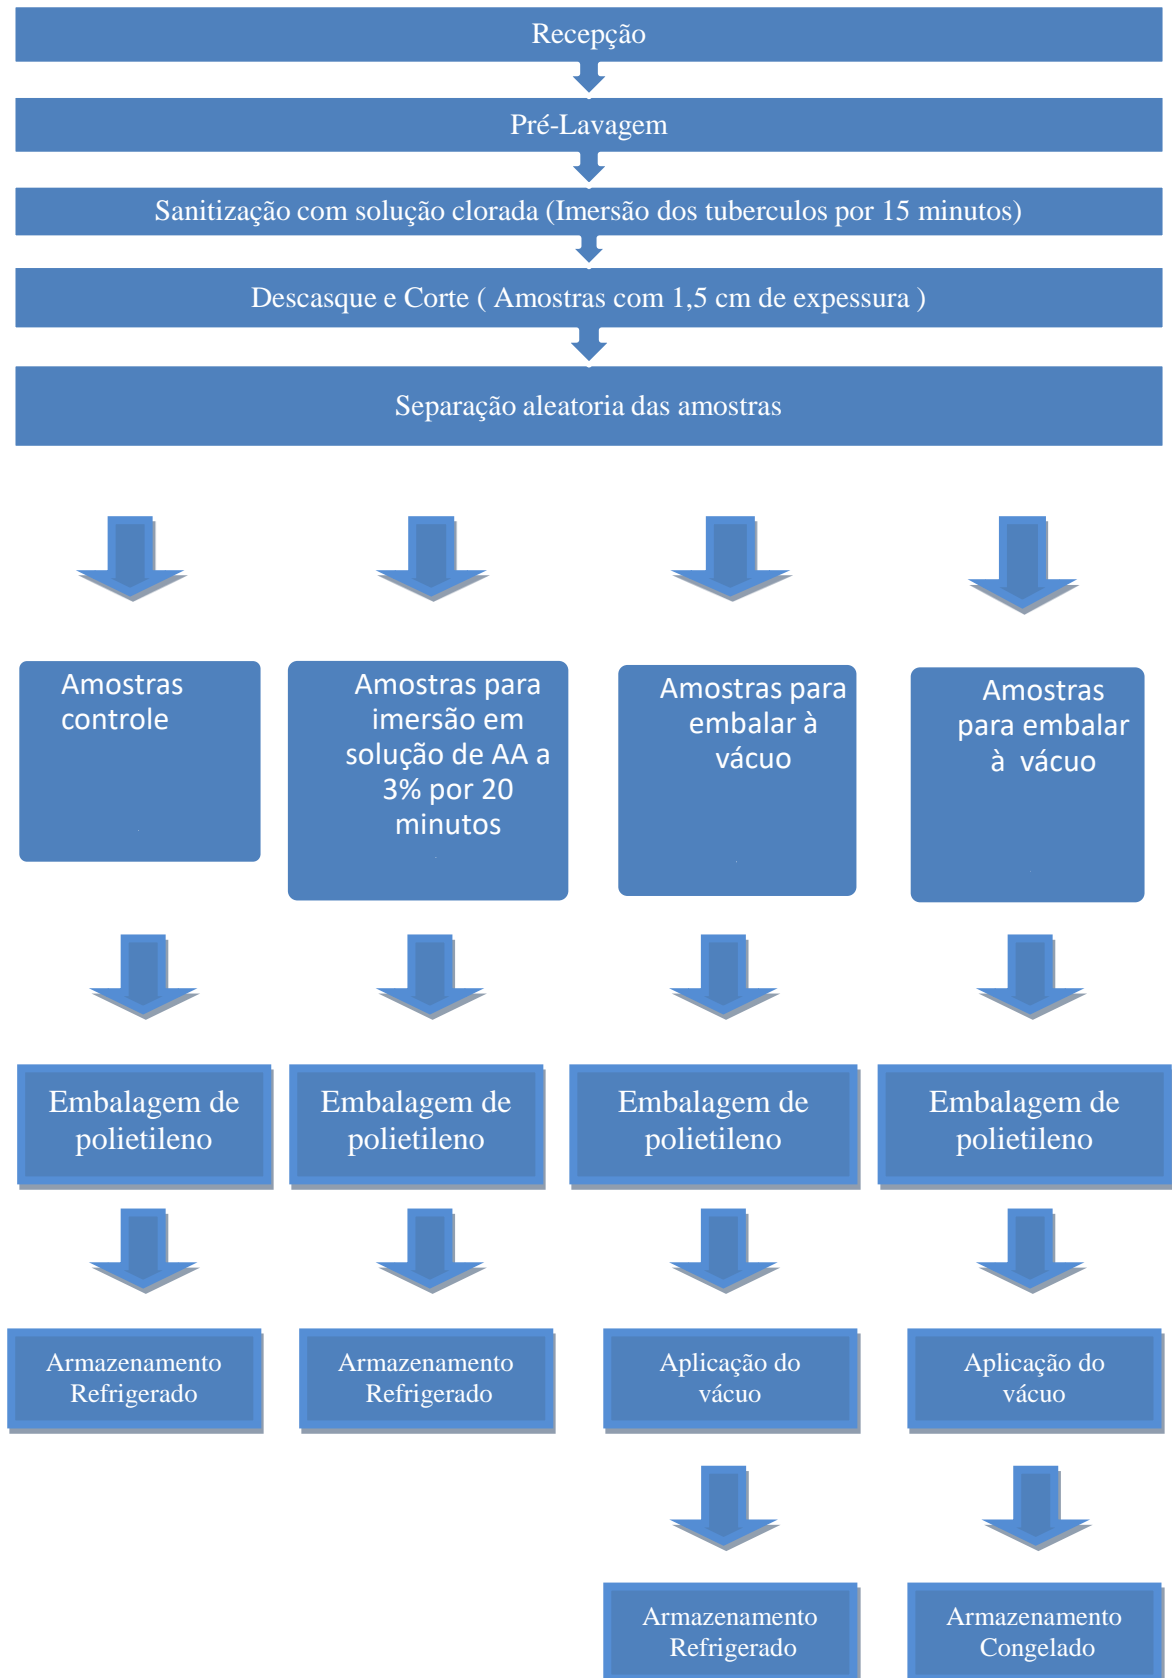 Recepção
Pré-Lavagem
Sanitização com solução clorada (Imersão dos tuberculos por 15 minutos)
Descasque e Corte ( Amostras com 1,5 cm de expessura )
Separação aleatoria das amostras
Amostras
controle
Amostras para
imersão em
solução de AA a
3% por 20
minutos
Amostras para
embalar à
vácuo
Amostras
para embalar
à vácuo
Embalagem de
polietileno
Embalagem de
polietileno
Embalagem de
polietileno
Embalagem de
polietileno
Armazenamento
Refrigerado
Armazenamento
Refrigerado
Aplicação do
vácuo
Aplicação do
vácuo
Armazenamento
Refrigerado
Armazenamento
Congelado